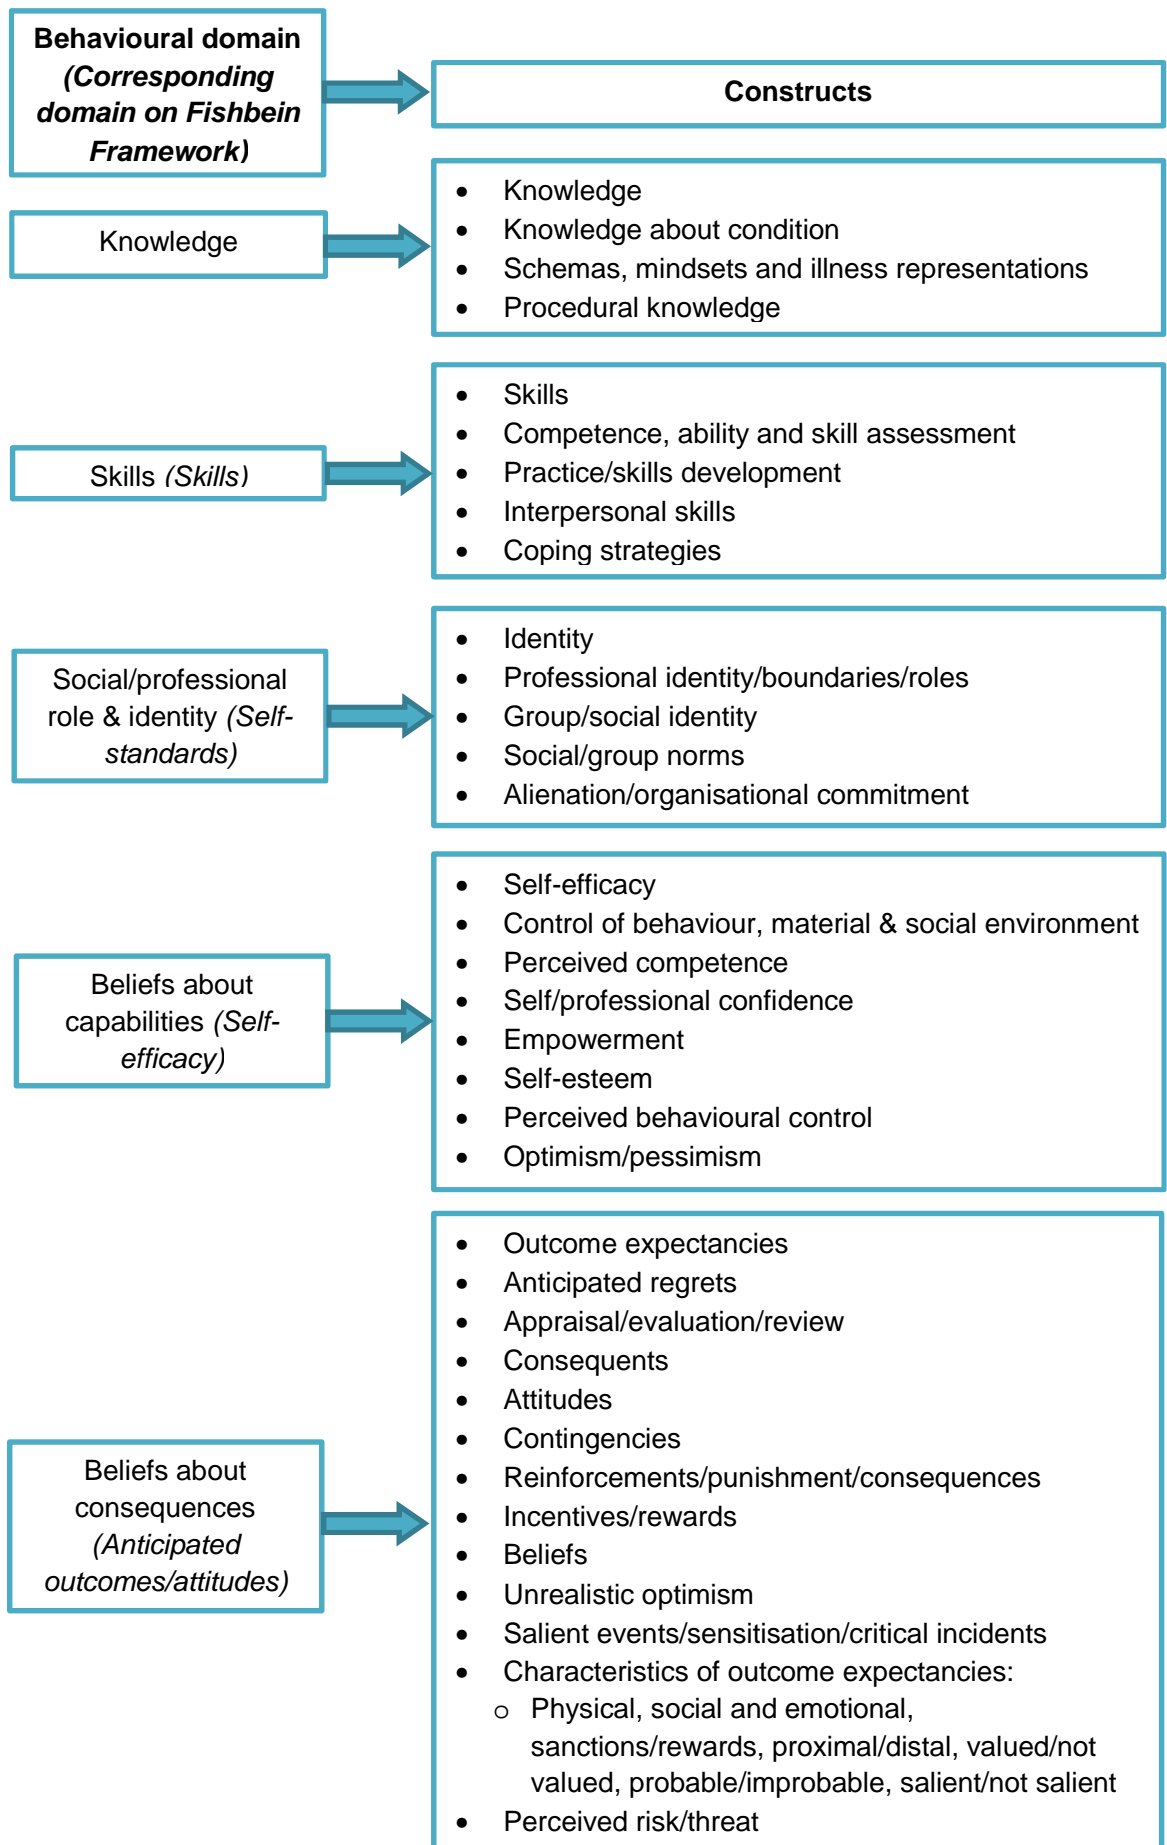 Behavioural domain
(Corresponding
domain on Fishbein
Framework)
Constructs
Knowledge
• Knowledge
• Knowledge about condition
• Schemas, mindsets and illness representations
• Procedural knowledge
Skills (Skills)
• Skills
• Competence, ability and skill assessment
• Practice/skills development
• Interpersonal skills
• Coping strategies
Social/professional
role & identity (Self-
standards)
• Identity
• Professional identity/boundaries/roles
• Group/social identity
• Social/group norms
• Alienation/organisational commitment
Beliefs about
capabilities (Self-
efficacy)
• Self-efficacy
• Control of behaviour, material & social environment
• Perceived competence
• Self/professional confidence
• Empowerment
• Self-esteem
• Perceived behavioural control
• Optimism/pessimism
Beliefs about
consequences
(Anticipated
outcomes/attitudes)
• Outcome expectancies
• Anticipated regrets
• Appraisal/evaluation/review
• Consequents
• Attitudes
• Contingencies
• Reinforcements/punishment/consequences
• Incentives/rewards
• Beliefs
• Unrealistic optimism
• Salient events/sensitisation/critical incidents
• Characteristics of outcome expectancies:
o Physical, social and emotional,
sanctions/rewards, proximal/distal, valued/not
valued, probable/improbable, salient/not salient
• Perceived risk/threat